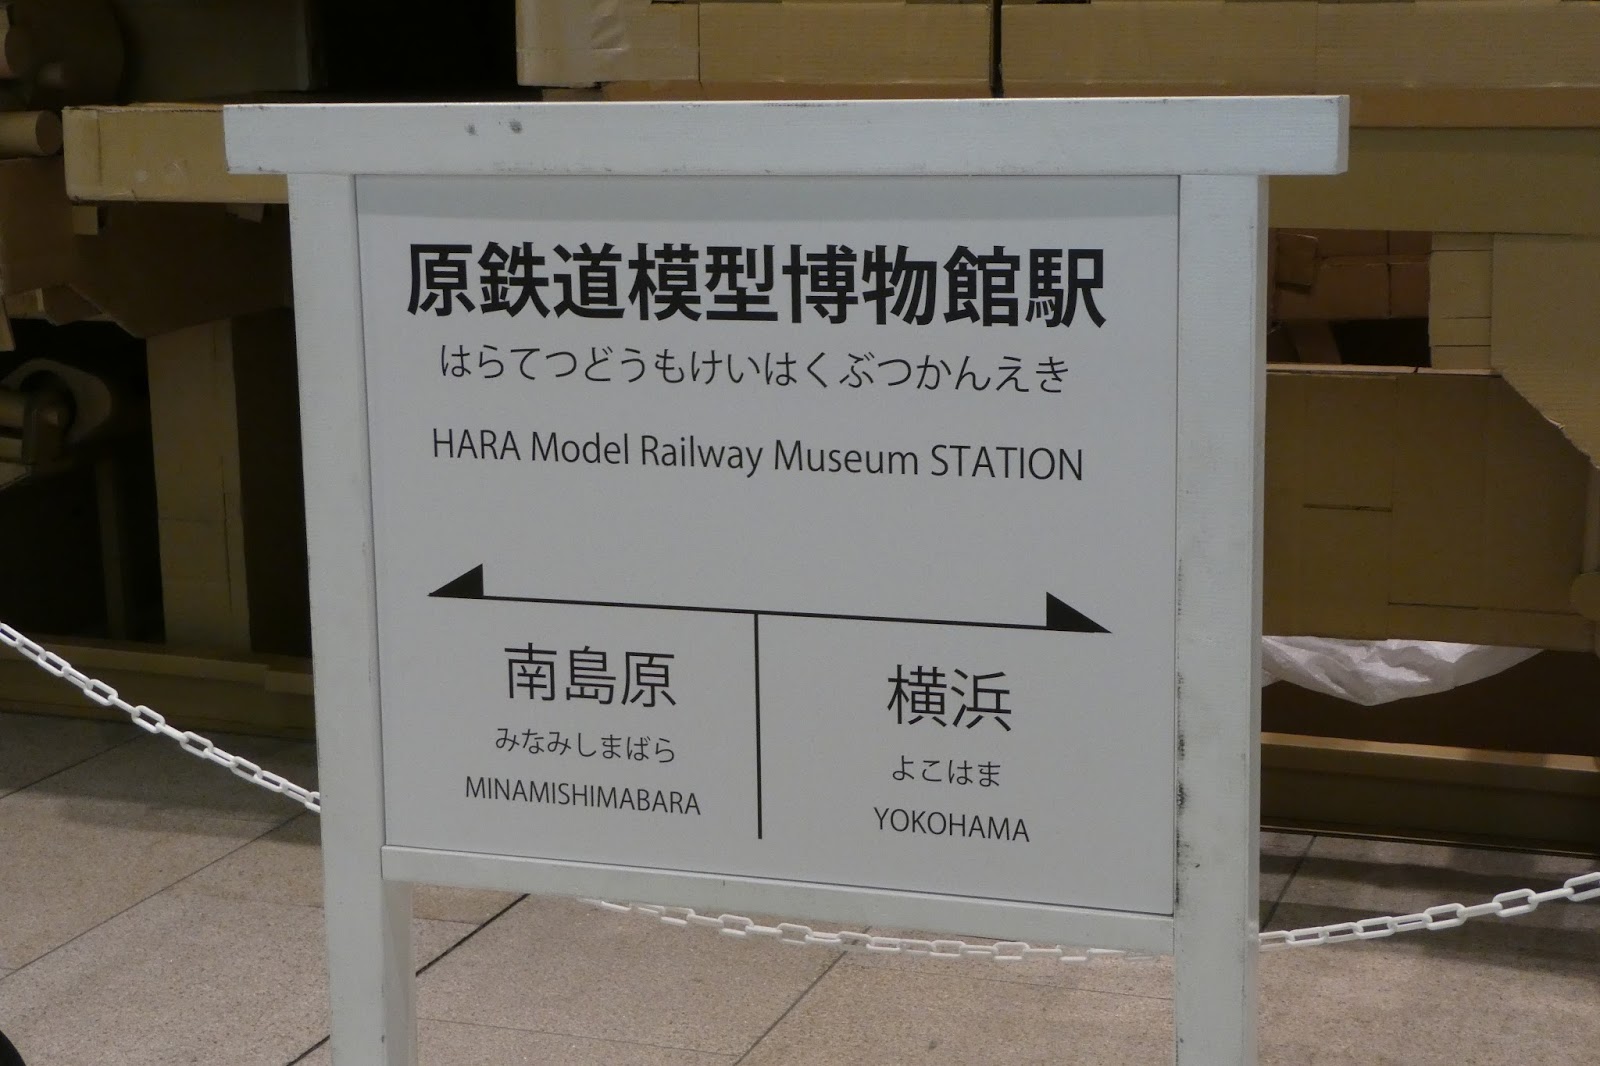 原鉄道模型博物館駅
はらてつどうもけいはくぶつかんえき
HARA Model Railway Museum STATION
南島原
みなみしまばら
MINAMISHIMABARA
横浜
よこはま
YOKOHAMA